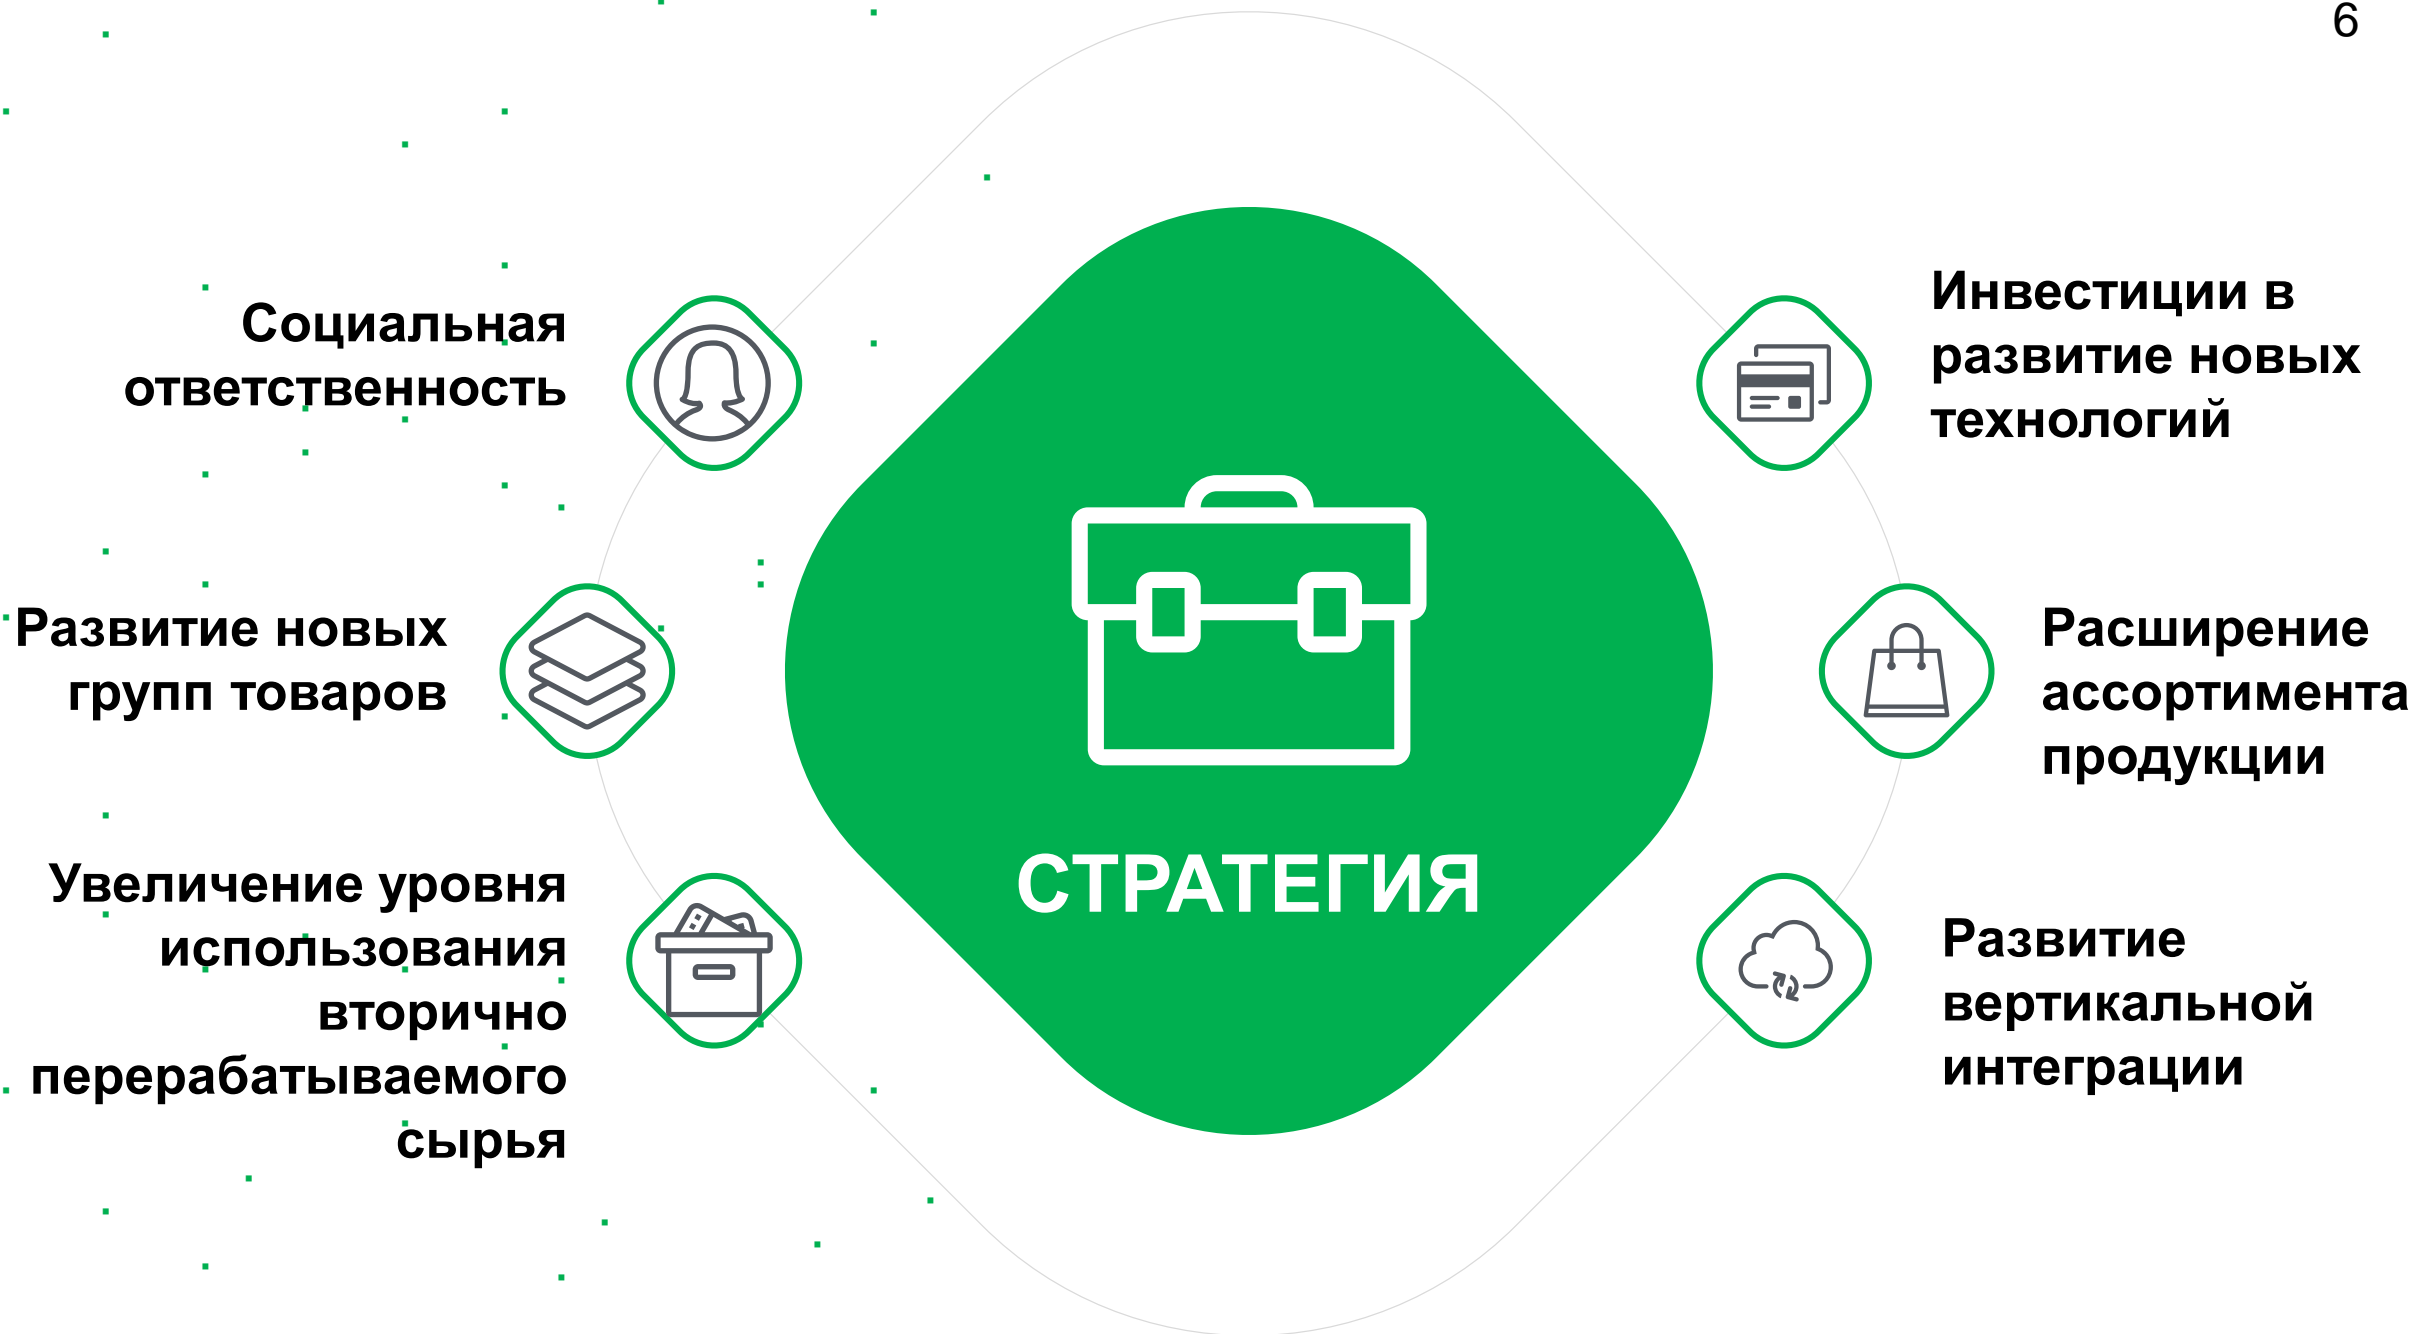 6
Социальная
ответственность
Развитие новых
групп товаров
Увеличение уровня
использования
вторично
перерабатываемого
сырья
СТРАТЕГИЯ
Инвестиции в
развитие новых
технологий
Расширение
ассортимента
продукции
Развитие
вертикальной
интеграции